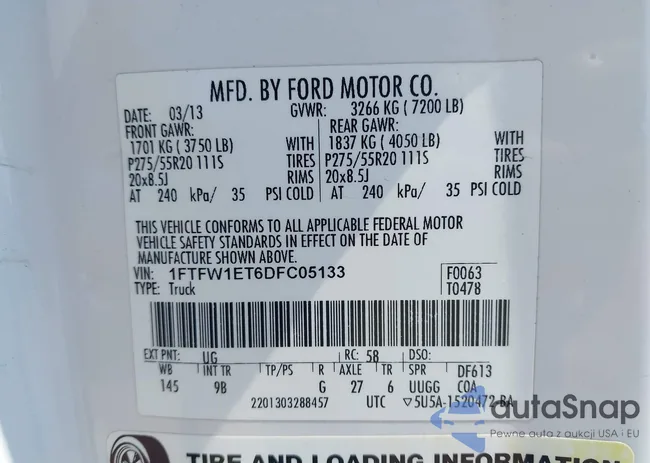 MFD. BY FORD MOTOR CO.
DATE: 03/13 GVWR: 3266 KG ( 7200 LB)
FRONT GAWR: REAR GAWR:
1701 KG ( 3750 LB) WITH 1837 KG ( 4050 LB) WITH
P275/55R20 111S TIRES P275/55R20 111S TIRES
20x8.5J RIMS 20x8.5J RIMS
AT 240 kPa/ 35 PSI COLD AT 240 kPa/ 35 PSI COLD
THIS VEHICLE CONFORMS TO ALL APPLICABLE FEDERAL MOTOR
VEHICLE SAFETY STANDARDS IN EFFECT ON THE DATE OF
MANUFACTURE SHOWN ABOVE.
VIN: 1FTFW1ET6DFC05133 F0063
TYPE: Truck T0478
EXT PNT: UG RC: 58 DSO:
WB INT TR TP/PS R AXLE TR SPR DF613
145 9B G 27 6 UUGG COA
2201303288457 UTC ▽5U5A-1520472-BA
autaSnap
Pewne auta z aukcji USA i EU
TIRE AND LOADING INFORMATION